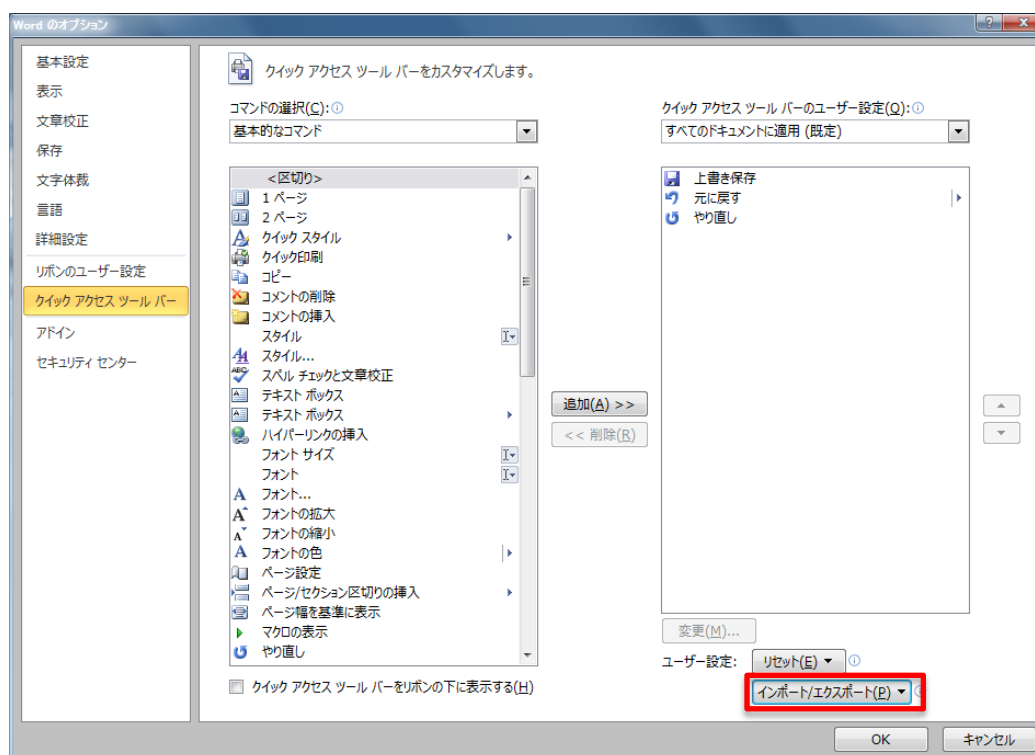 Word のオプション
基本設定
表示
文章校正
保存
文字体裁
言語
詳細設定
リボンのユーザー設定
クイック アクセス ツール バー
アドイン
セキュリティ センター
クイック アクセス ツール バーをカスタマイズします。
コマンドの選択(C):
基本的なコマンド
<区切り>
1 ページ
2 ページ
クイック スタイル
クイック印刷
コピー
コメントの削除
コメントの挿入
スタイル
スタイル...
スペル チェックと文章校正
テキスト ボックス
テキスト ボックス
ハイパーリンクの挿入
フォント サイズ
フォント
フォント...
フォントの拡大
フォントの縮小
フォントの色
ページ設定
ページ/セクション区切りの挿入
ページ幅を基準に表示
マクロの表示
やり直し
クイック アクセス ツール バーをリボンの下に表示する(H)
追加(A) >>
<< 削除(R)
クイック アクセス ツール バーのユーザー設定(Q):
すべてのドキュメントに適用 (既定)
上書き保存
元に戻す
やり直し
変更(M)...
ユーザー設定:
リセット(E)
インポート/エクスポート(P)
OK
キャンセル